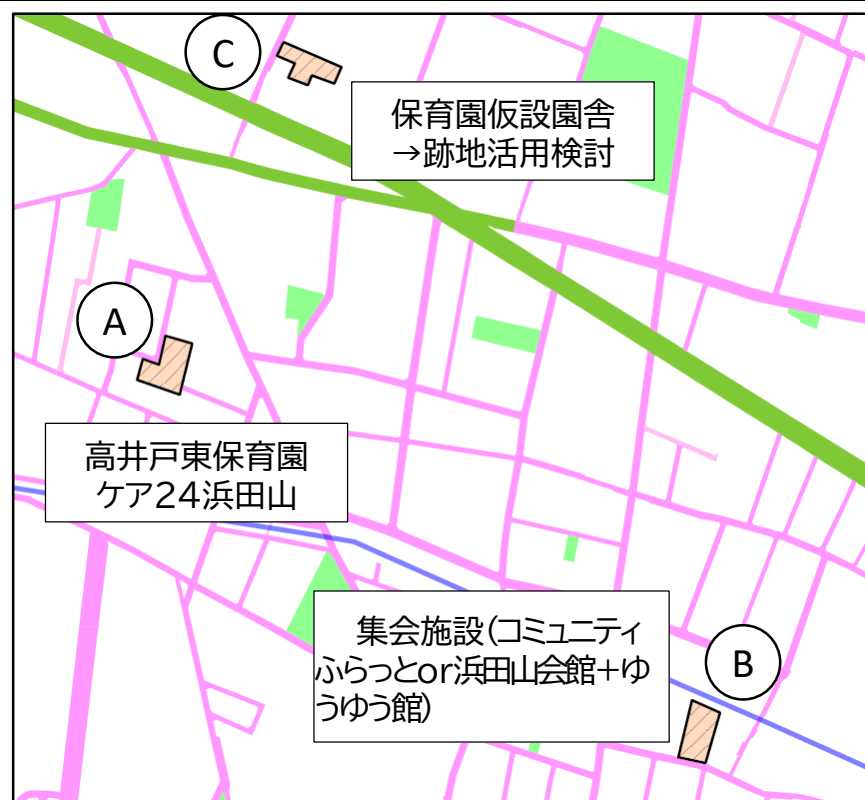 C
保育園仮設園舎
→跡地活用検討
A
高井戸東保育園
ケア24浜田山
集会施設(コミュニティ
ふらっとor浜田山会館+ゆ
うゆう館)
B